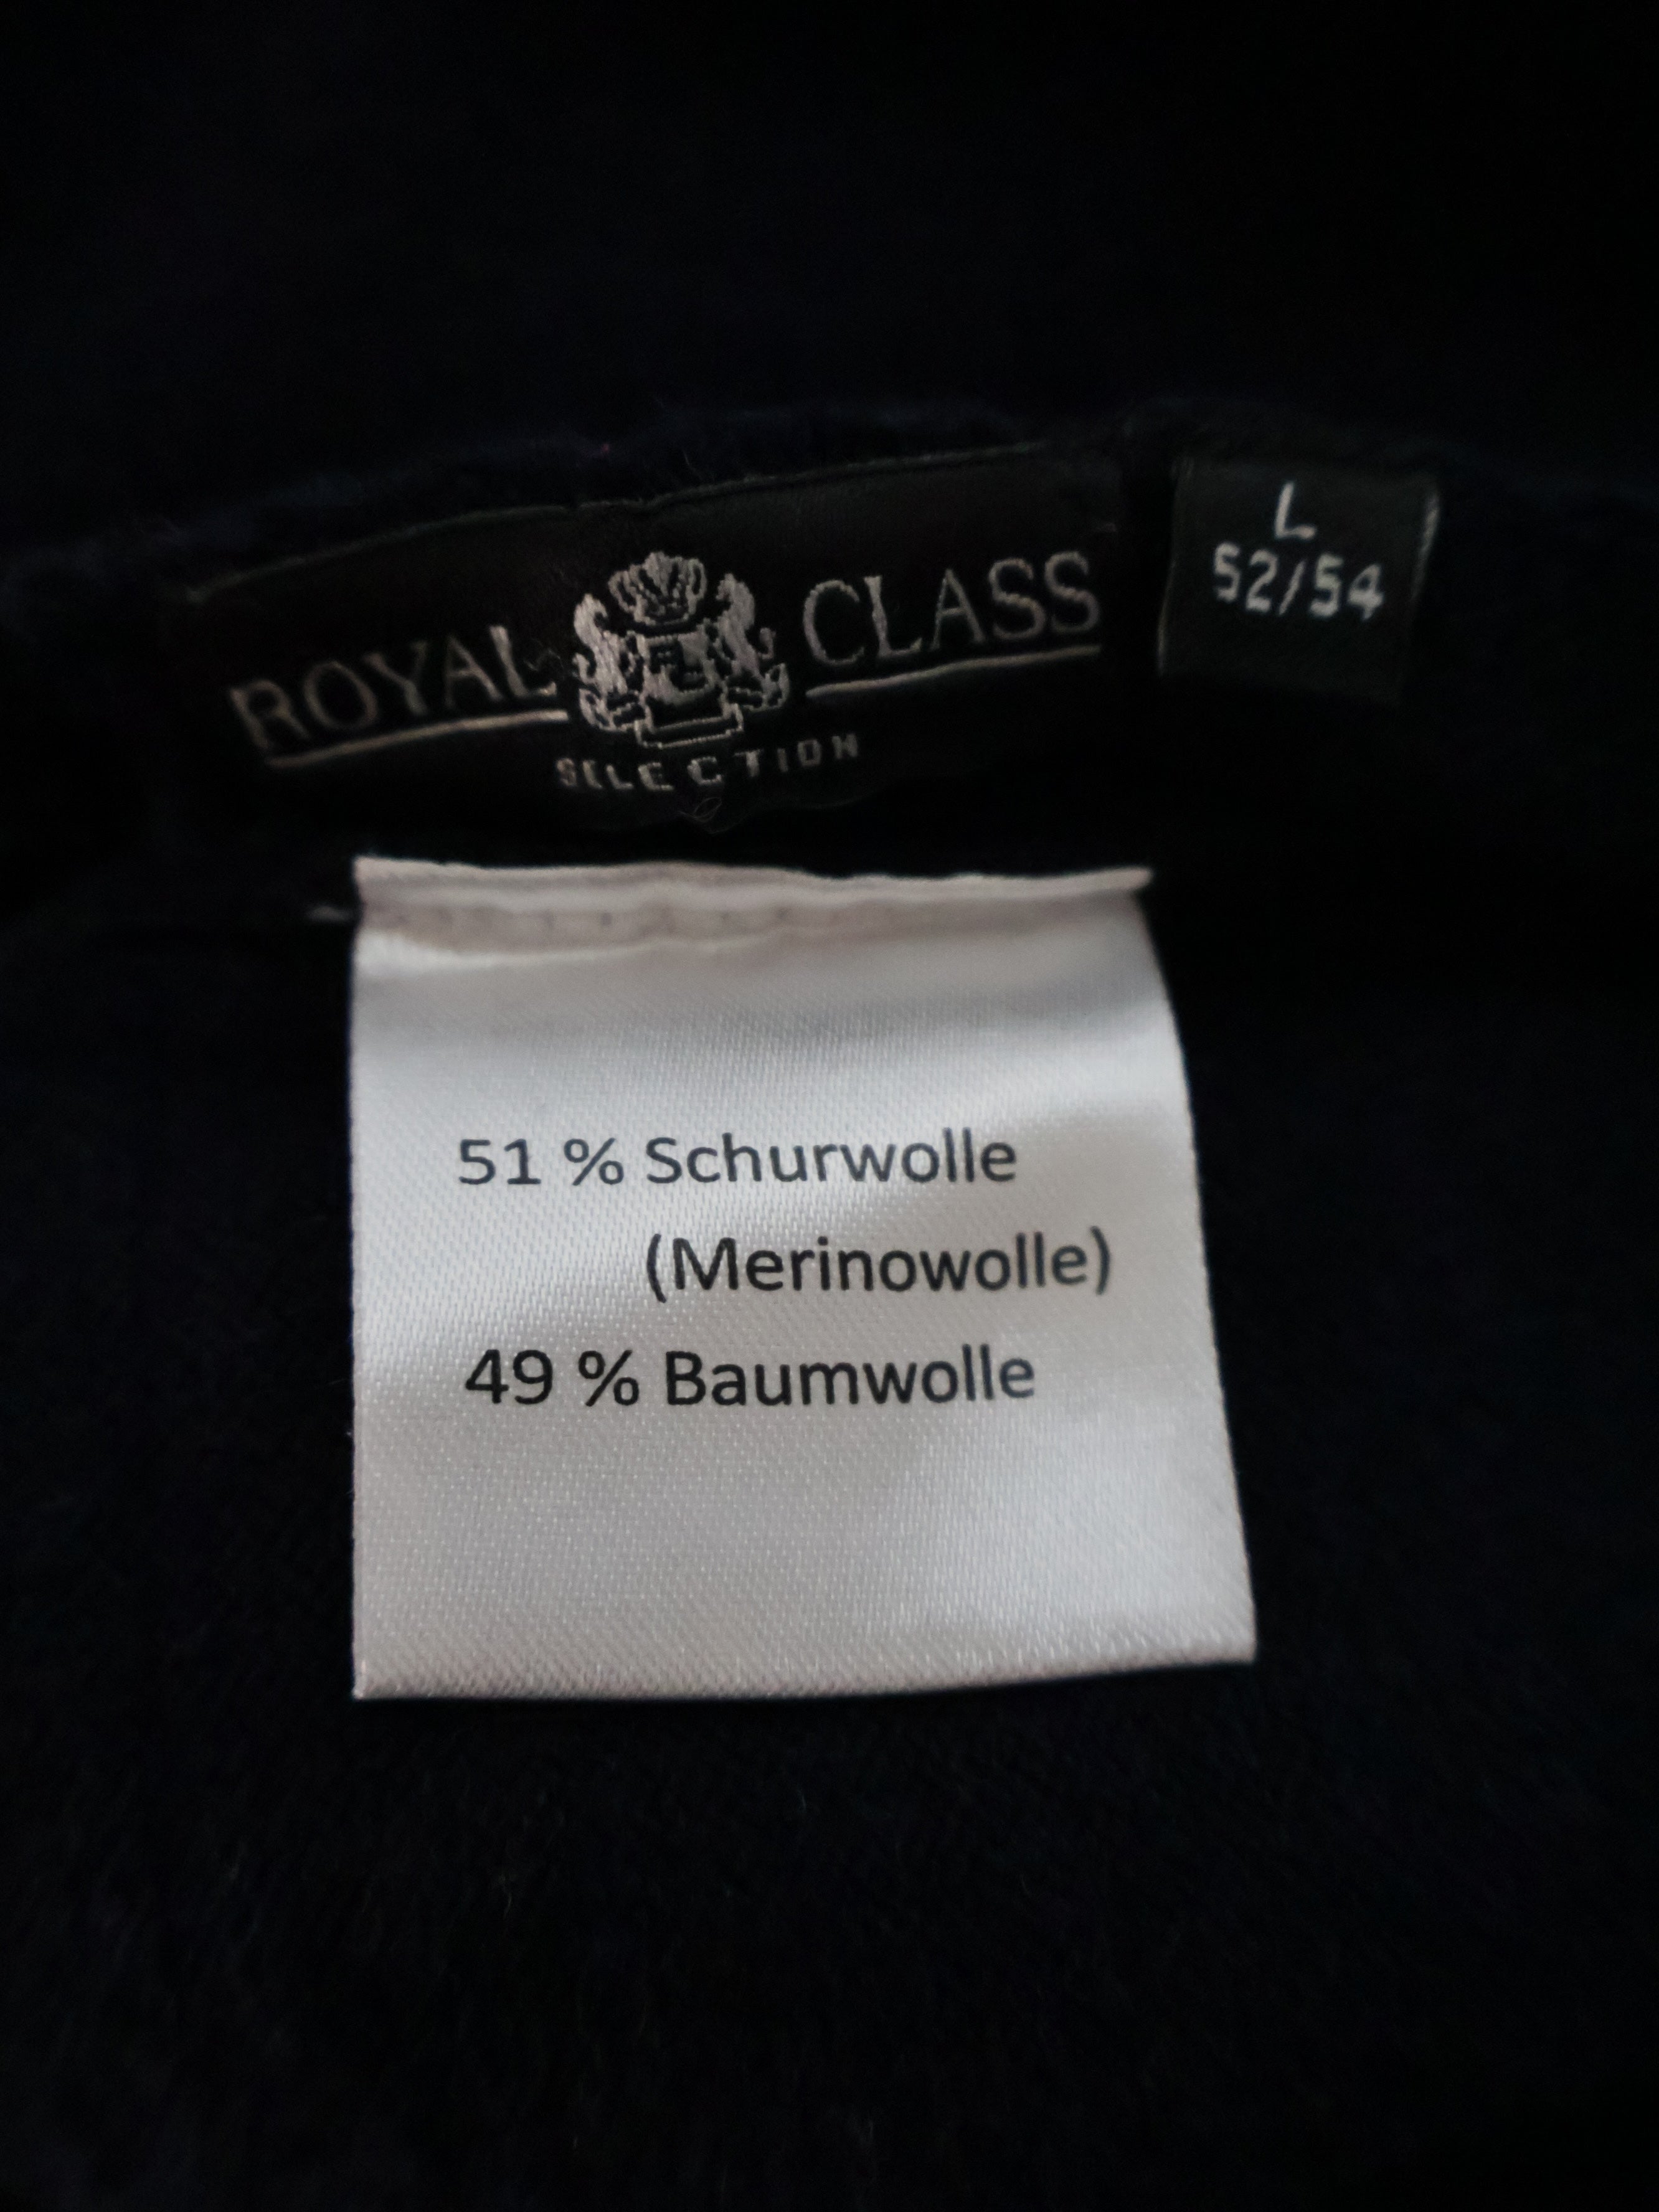 ROYAL CLASS
SELECTION
L
52/54
51 % Schurwolle
(Merinowolle)
49 % Baumwolle